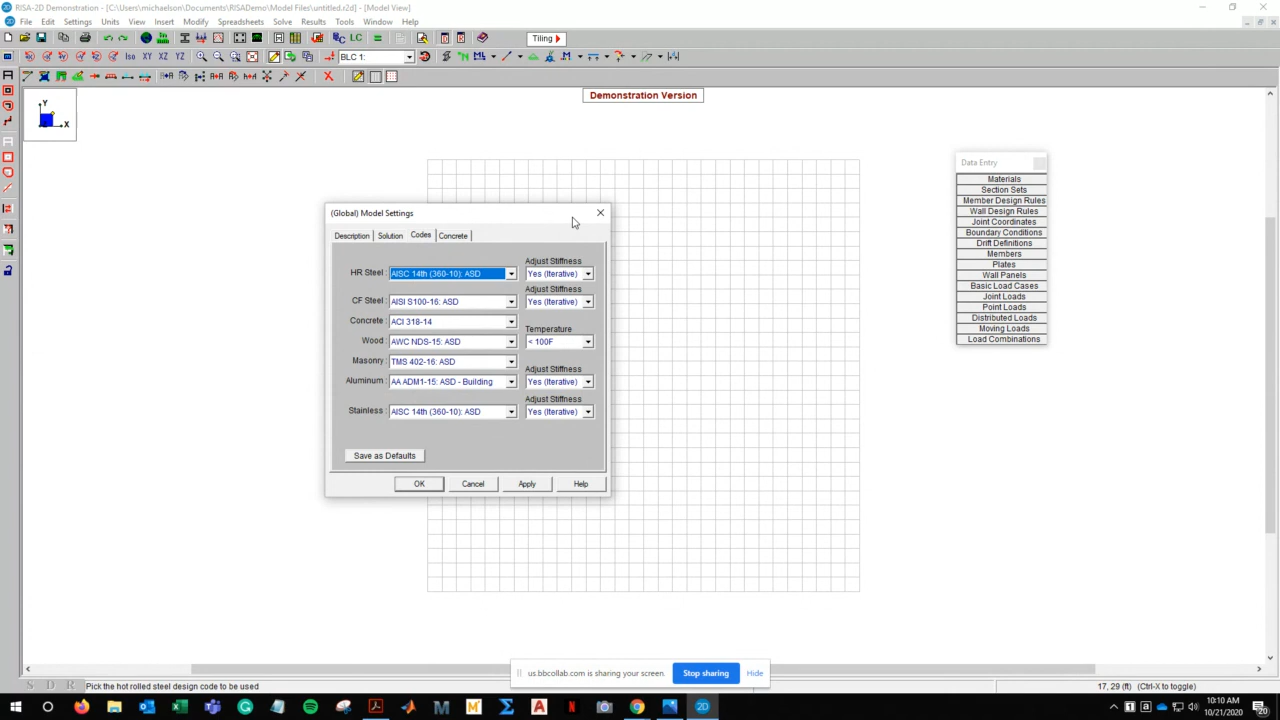 RISA-2D Demonstration - [C:\Users\michaelson\Documents\RISADemo\Model Files\untitled.r2d] - [Model View]
File Edit Settings Units View Insert Modify Spreadsheets Solve Results Tools Window Help
LC Tiling
Iso XY XZ YZ BLC 1:
Demonstration Version
Y
X
Data Entry
Materials
Section Sets
Member Design Rules
Wall Design Rules
Joint Coordinates
Boundary Conditions
Drift Definitions
Members
Plates
Wall Panels
Basic Load Cases
Joint Loads
Point Loads
Distributed Loads
Moving Loads
Load Combinations
(Global) Model Settings
Description Solution Codes Concrete
Adjust Stiffness
HR Steel: AISC 14th (360-10): ASD Yes (Iterative)
Adjust Stiffness
CF Steel: AISI S100-16: ASD Yes (Iterative)
Concrete: ACI 318-14
Temperature
Wood: AWC NDS-15: ASD < 100F
Masonry: TMS 402-16: ASD
Adjust Stiffness
Aluminum: AA ADM1-15: ASD - Building Yes (Iterative)
Adjust Stiffness
Stainless: AISC 14th (360-10): ASD Yes (Iterative)
Save as Defaults
OK Cancel Apply Help
us.bbcollab.com is sharing your screen. Stop sharing Hide
S D R Pick the hot rolled steel design code to be used 17, 29 (ft) (Ctrl-X to toggle)
10:10 AM
10/21/2020
20